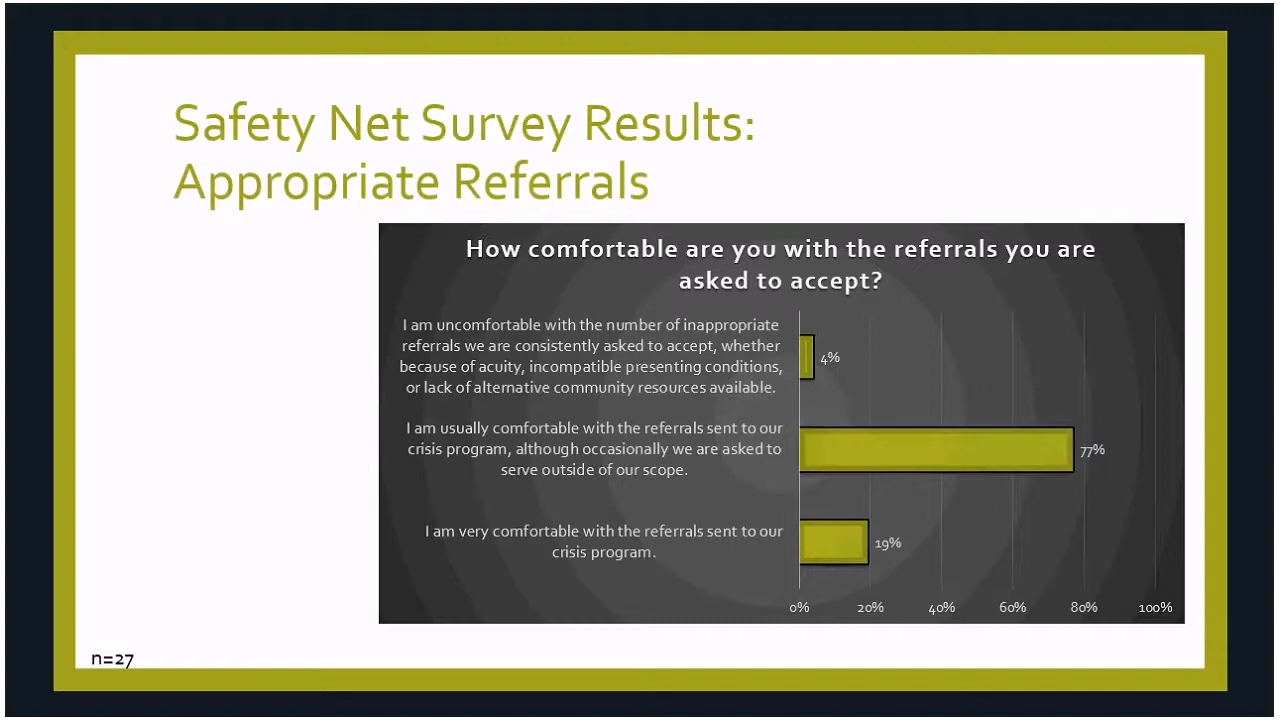 Safety Net Survey Results:
Appropriate Referrals
How comfortable are you with the referrals you are
asked to accept?
I am uncomfortable with the number of inappropriate
referrals we are consistently asked to accept, whether
because of acuity, incompatible presenting conditions,
or lack of alternative community resources available.
4%
I am usually comfortable with the referrals sent to our
crisis program, although occasionally we are asked to
serve outside of our scope.
77%
I am very comfortable with the referrals sent to our
crisis program.
19%
0% 20% 40% 60% 80% 100%
n=27